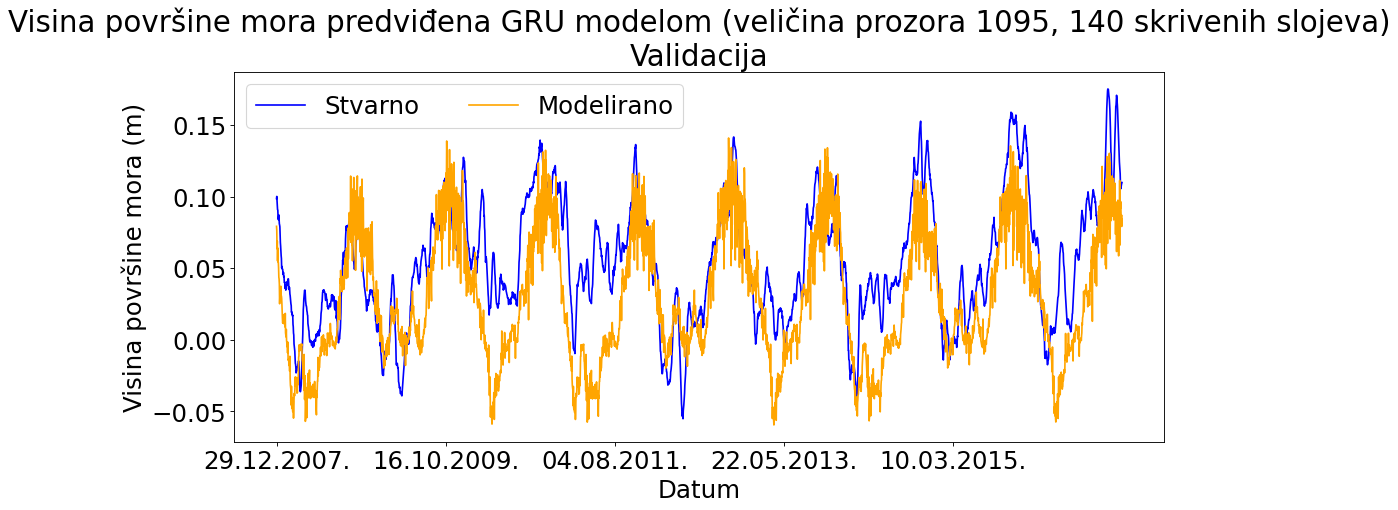 Visina površine mora predviđena GRU modelom (veličina prozora 1095, 140 skrivenih slojeva)
Validacija
Stvarno
Modelirano
Visina površine mora (m)
0.15
0.10
0.05
0.00
−0.05
29.12.2007.
16.10.2009.
04.08.2011.
22.05.2013.
10.03.2015.
Datum